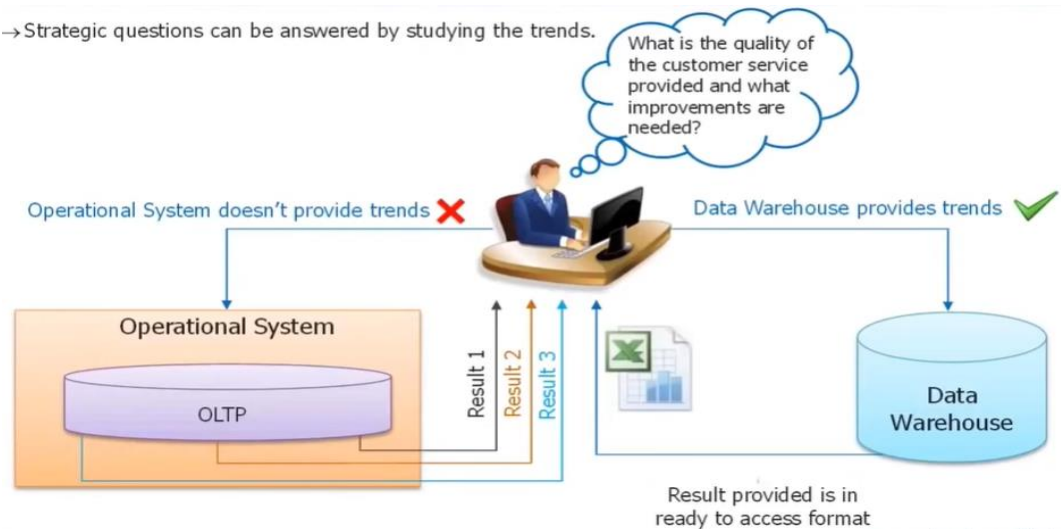 →Strategic questions can be answered by studying the trends.
What is the quality of
the customer service
provided and what
improvements are
needed?
Operational System doesn't provide trends
Data Warehouse provides trends
Operational System
OLTP
Result 1
Result 2
Result 3
X
Data
Warehouse
Result provided is in
ready to access format